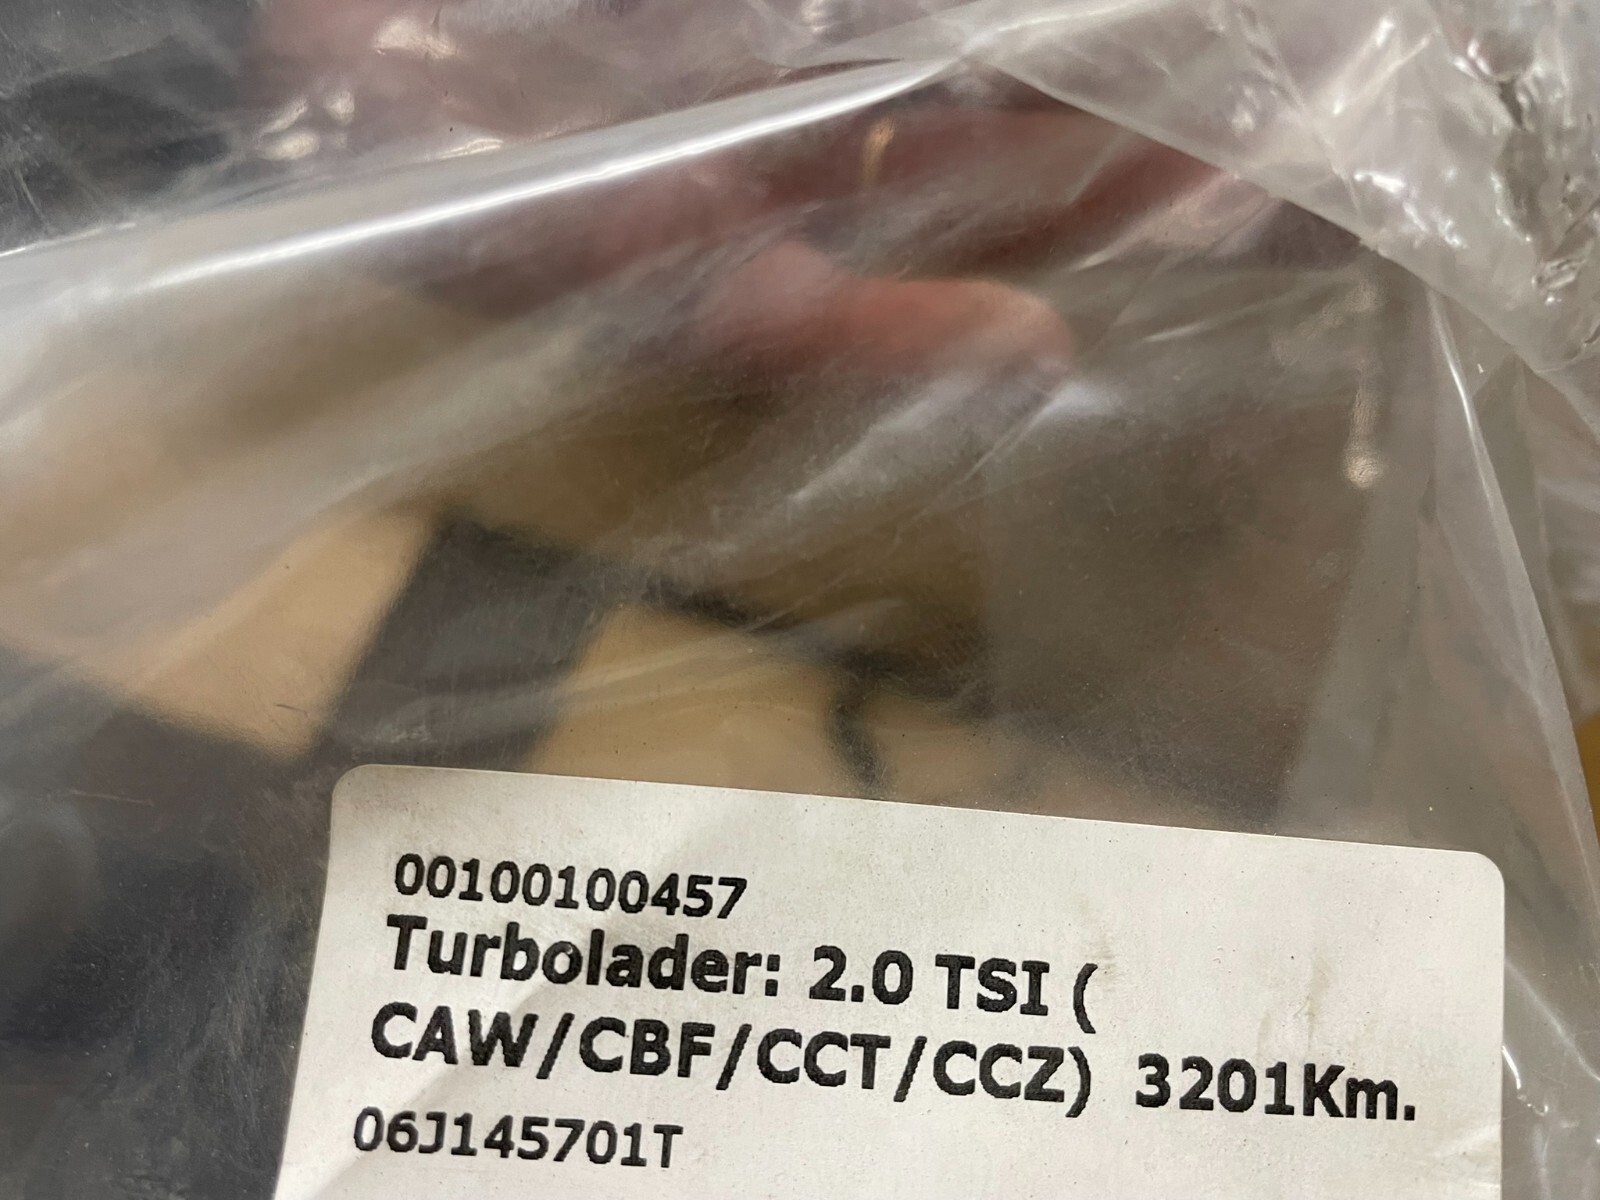 00100100457
Turbolader: 2.0 TSI (
CAW/CBF/CCT/CCZ) 3201Km.
06J145701T